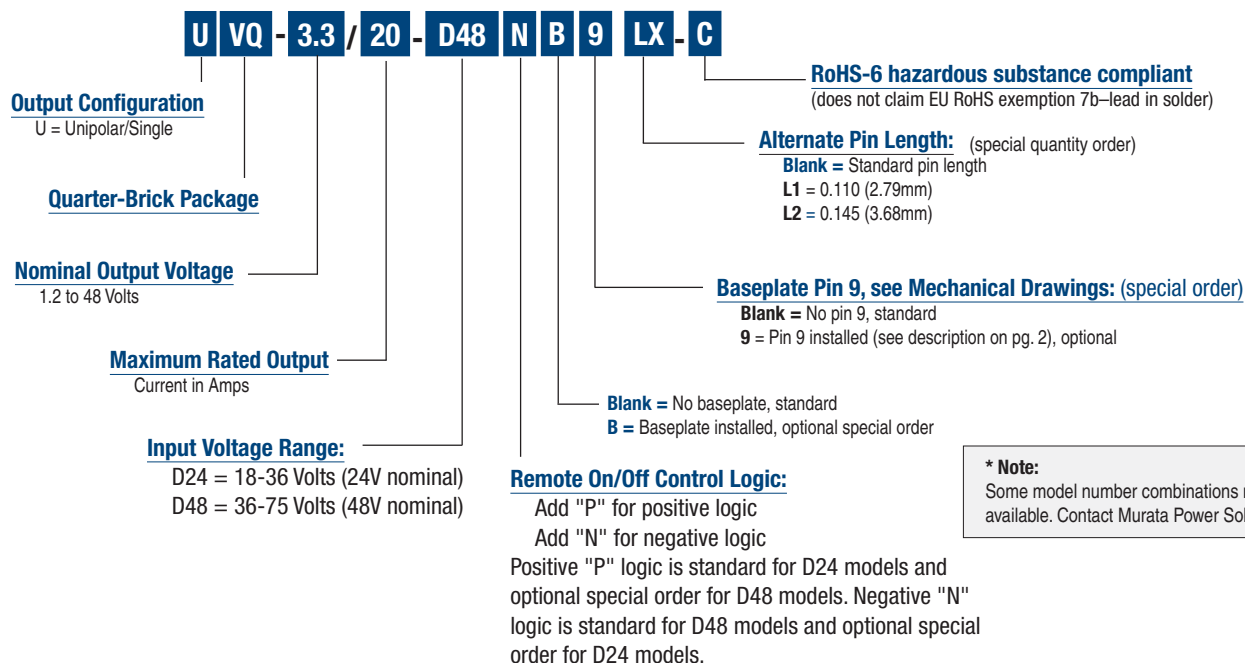 U VQ - 3.3 / 20 - D48 N B 9 LX - C
Output Configuration
U = Unipolar/Single
Quarter-Brick Package
Nominal Output Voltage
1.2 to 48 Volts
Maximum Rated Output
Current in Amps
Input Voltage Range:
D24 = 18-36 Volts (24V nominal)
D48 = 36-75 Volts (48V nominal)
Remote On/Off Control Logic:
Add "P" for positive logic
Add "N" for negative logic
Positive "P" logic is standard for D24 models and
optional special order for D48 models. Negative "N"
logic is standard for D48 models and optional special
order for D24 models.
Blank = No baseplate, standard
B = Baseplate installed, optional special order
Baseplate Pin 9, see Mechanical Drawings: (special order)
Blank = No pin 9, standard
9 = Pin 9 installed (see description on pg. 2), optional
Alternate Pin Length: (special quantity order)
Blank = Standard pin length
L1 = 0.110 (2.79mm)
L2 = 0.145 (3.68mm)
RoHS-6 hazardous substance compliant
(does not claim EU RoHS exemption 7b–lead in solder)
* Note:
Some model number combinations
available. Contact Murata Power